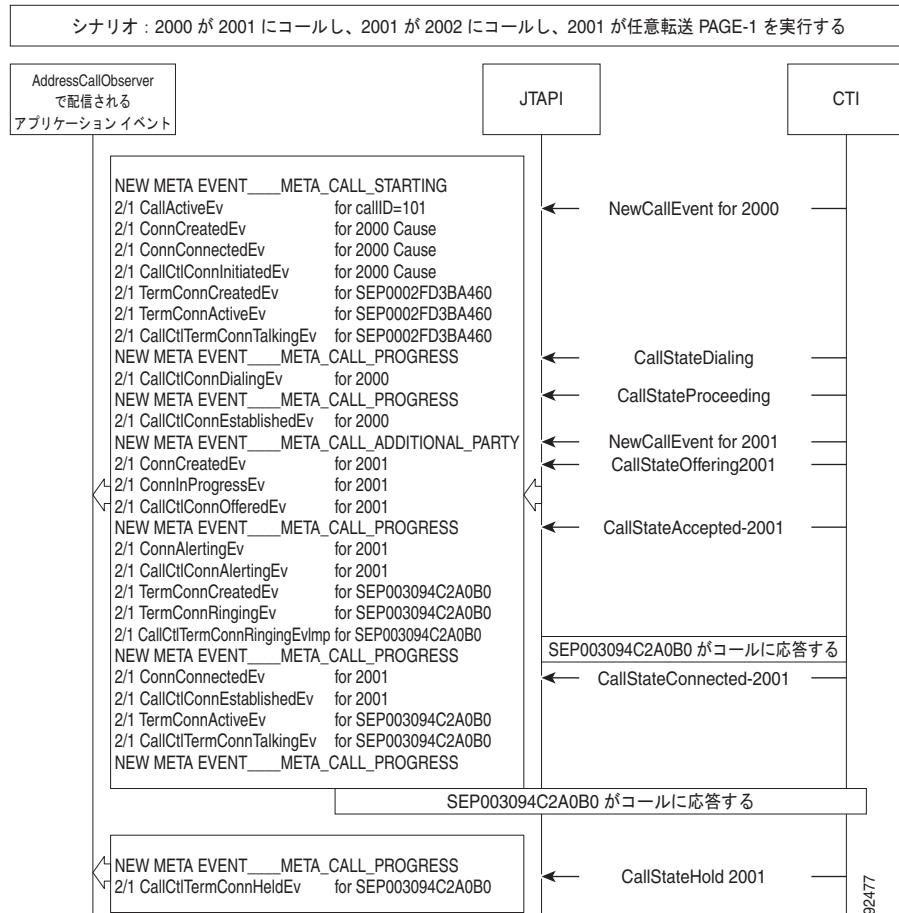 シナリオ：2000 が 2001 にコールし、2001 が 2002 にコールし、2001 が任意転送 PAGE-1 を実行する
AddressCallObserver
で配信される
アプリケーション イベント
JTAPI
CTI
NEW META EVENT____META_CALL_STARTING
2/1 CallActiveEv for callID=101
NewCallEvent for 2000
2/1 ConnCreatedEv for 2000 Cause
2/1 ConnConnectedEv for 2000 Cause
2/1 CallCtlConnInitiatedEv for 2000 Cause
2/1 TermConnCreatedEv for SEP0002FD3BA460
2/1 TermConnActiveEv for SEP0002FD3BA460
2/1 CallCtlTermConnTalkingEv for SEP0002FD3BA460
NEW META EVENT____META_CALL_PROGRESS
CallStateDialing
2/1 CallCtlConnDialingEv for 2000
NEW META EVENT____META_CALL_PROGRESS
CallStateProceeding
2/1 CallCtlConnEstablishedEv for 2000
NEW META EVENT____META_CALL_ADDITIONAL_PARTY
NewCallEvent for 2001
2/1 ConnCreatedEv for 2001
CallStateOffering2001
2/1 ConnInProgressEv for 2001
2/1 CallCtlConnOfferedEv for 2001
NEW META EVENT____META_CALL_PROGRESS
CallStateAccepted-2001
2/1 ConnAlertingEv for 2001
2/1 CallCtlConnAlertingEv for 2001
2/1 TermConnCreatedEv for SEP003094C2A0B0
2/1 TermConnRingingEv for SEP003094C2A0B0
2/1 CallCtlTermConnRingingEvImp for SEP003094C2A0B0
NEW META EVENT____META_CALL_PROGRESS
SEP003094C2A0B0 がコールに応答する
2/1 ConnConnectedEv for 2001
CallStateConnected-2001
2/1 CallCtlConnEstablishedEv for 2001
2/1 TermConnActiveEv for SEP003094C2A0B0
2/1 CallCtlTermConnTalkingEv for SEP003094C2A0B0
NEW META EVENT____META_CALL_PROGRESS
SEP003094C2A0B0 がコールに応答する
NEW META EVENT____META_CALL_PROGRESS
2/1 CallCtlTermConnHeldEv for SEP003094C2A0B0
CallStateHold 2001
92477